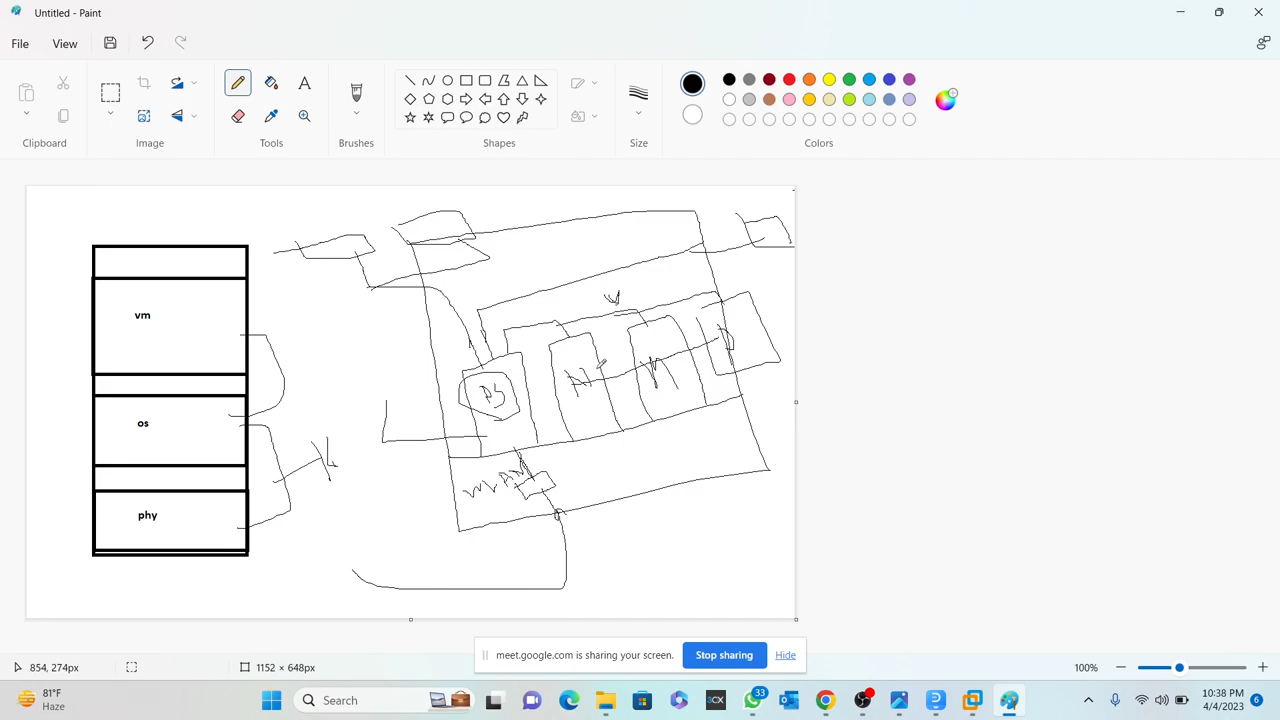 Untitled - Paint
File
View
Clipboard
Image
Tools
Brushes
Shapes
Size
Colors
vm
os
phy
V
meet.google.com is sharing your screen.
Stop sharing
Hide
854, 274px
1152 × 648px
100%
81°F
Haze
Search
3CX
33
10:38 PM
4/4/2023
6